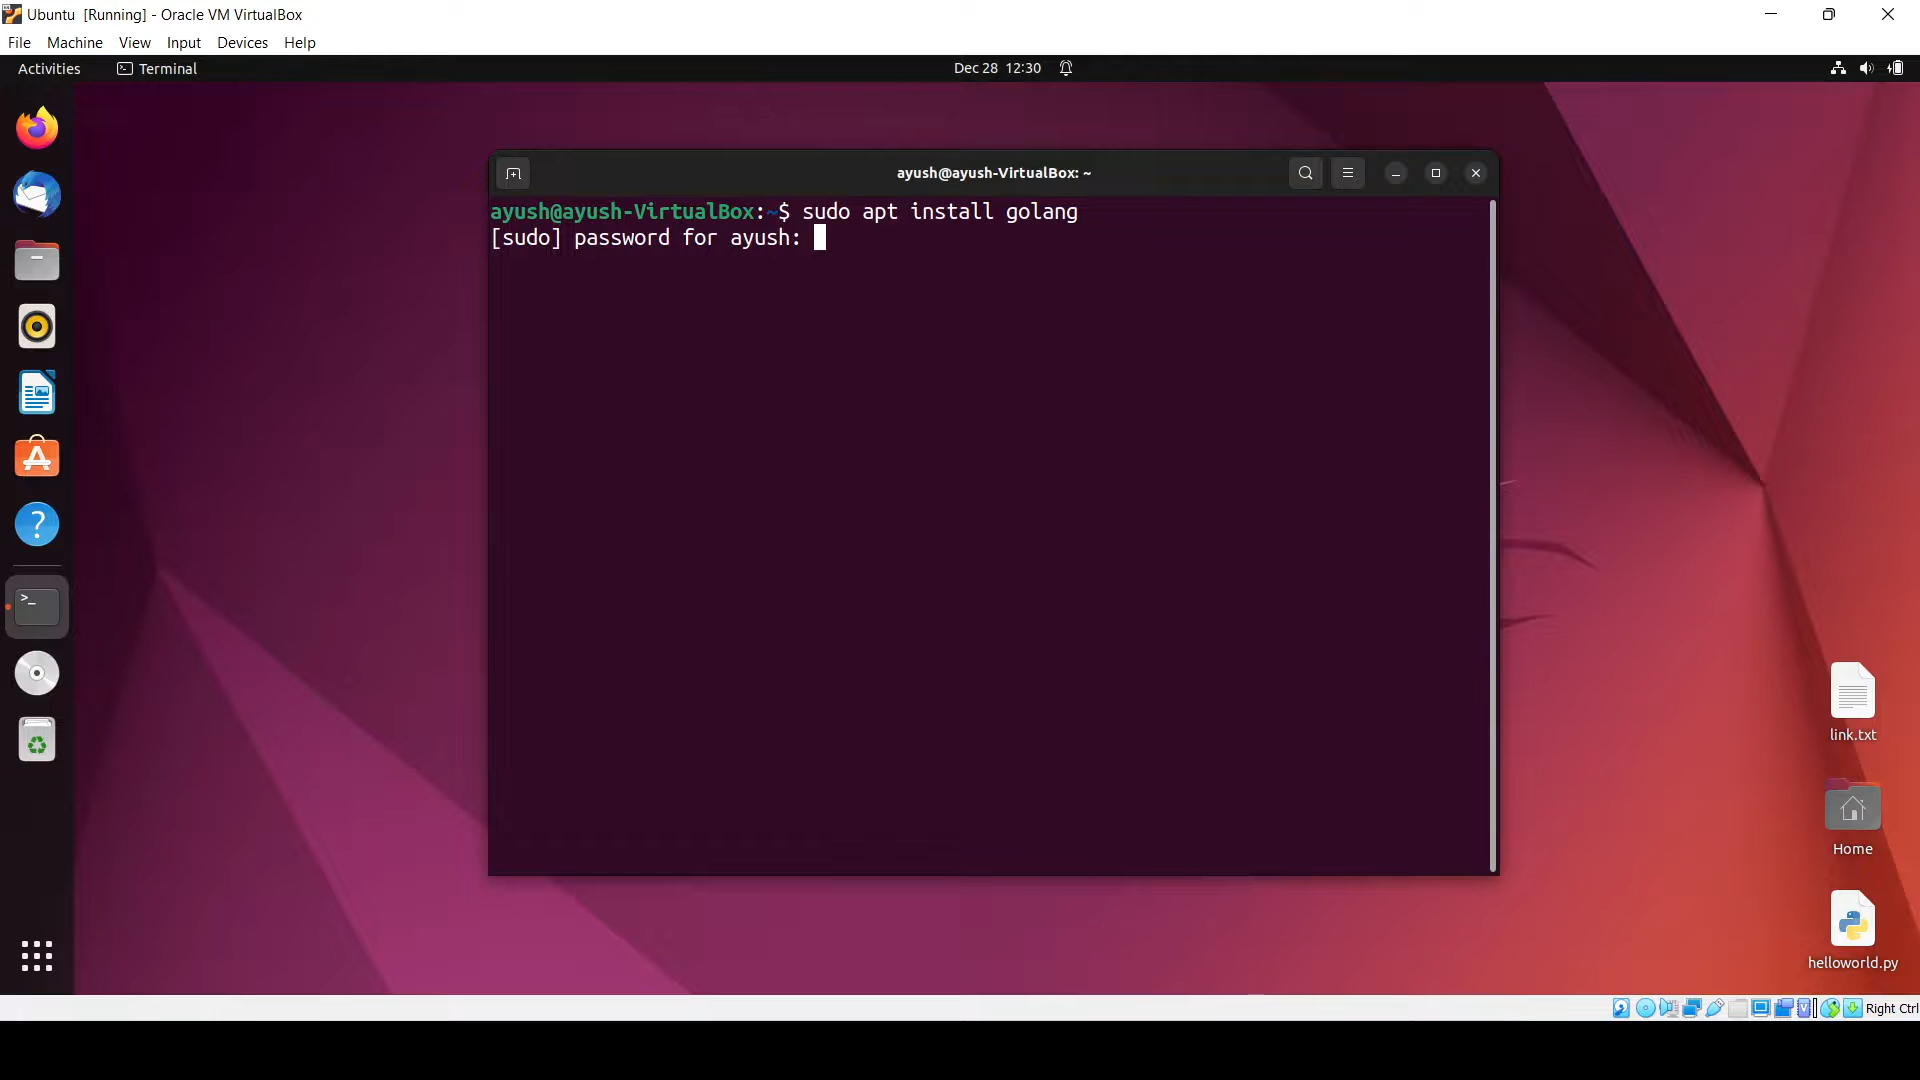 Ubuntu [Running] - Oracle VM VirtualBox
File Machine View Input Devices Help
Activities Terminal Dec 28 12:30
ayush@ayush-VirtualBox: ~
ayush@ayush-VirtualBox:~$ sudo apt install golang
[sudo] password for ayush:
link.txt
Home
helloworld.py
Right Ctrl